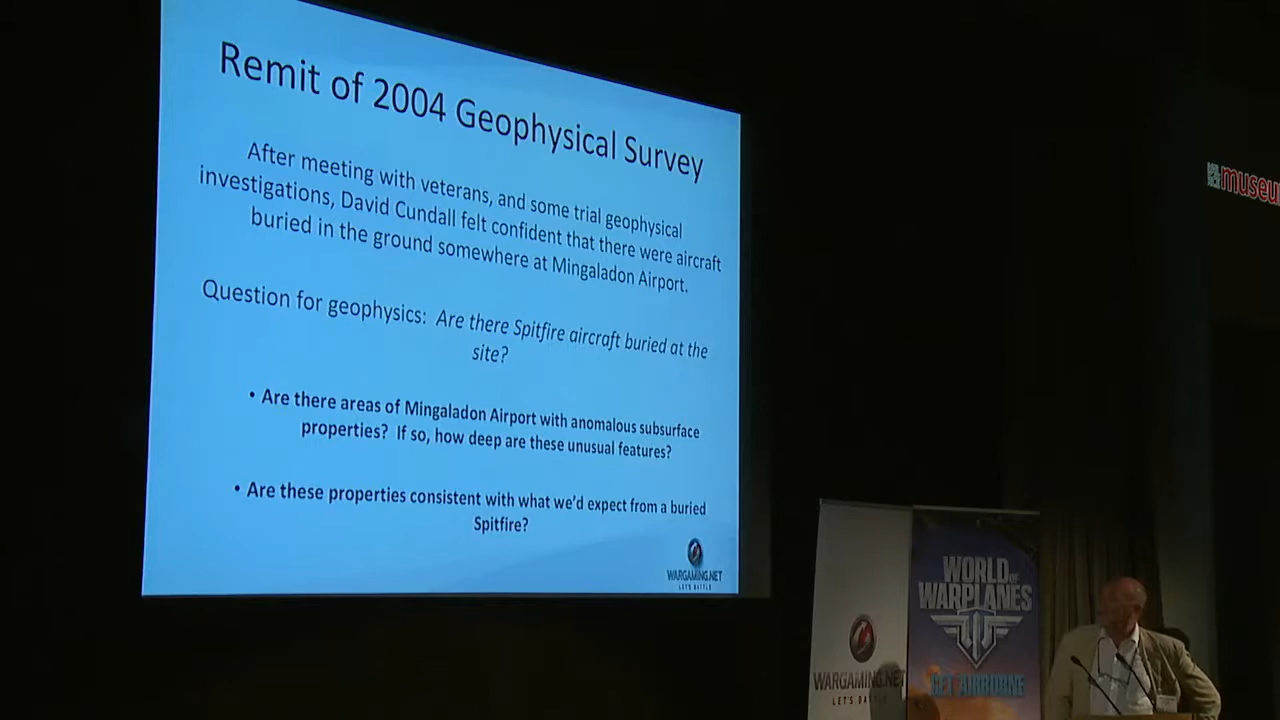 Remit of 2004 Geophysical Survey
After meeting with veterans, and some trial geophysical
investigations, David Cundall felt confident that there were aircraft
buried in the ground somewhere at Mingaladon Airport.
Question for geophysics: Are there Spitfire aircraft buried at the
site?
• Are there areas of Mingaladon Airport with anomalous subsurface
properties? If so, how deep are these unusual features?
• Are these properties consistent with what we'd expect from a buried
Spitfire?
WARGAMING.NET
LET'S BATTLE
museu
WORLD OF
WARPLANES
GET AIRBORNE
WARGAMING.NET
LET'S BA